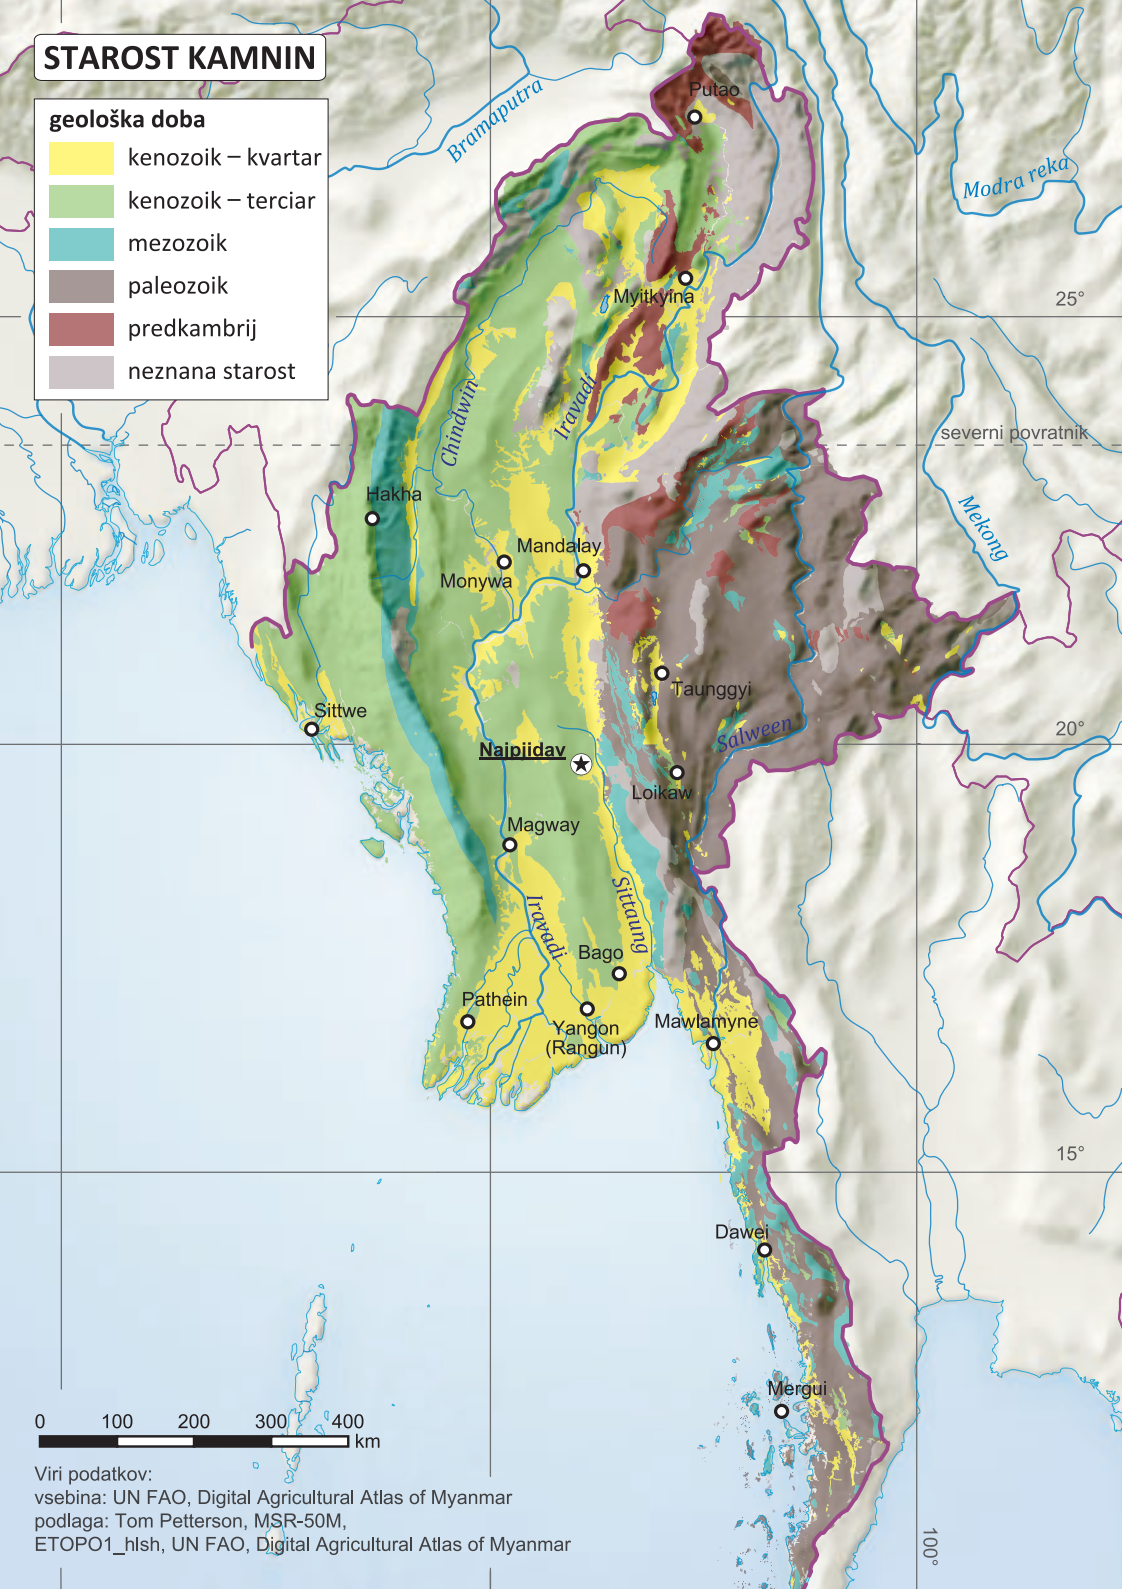 STAROST KAMNIN
geološka doba
kenozoik – kvartar
kenozoik – terciar
mezozoik
paleozoik
predkambrij
neznana starost
Bramaputra
Putao
Modra reka
25°
Myitkyina
Chindwin
Iravadi
severni povratnik
Hakha
Mekong
Mandalay
Monywa
Taunggyi
Sittwe
Salween
20°
Najpjidav
Loikaw
Magway
Iravadi
Sittaung
Bago
Pathein
Yangon
(Rangun)
Mawlamyne
15°
Dawei
Mergui
0 100 200 300 400
km
Viri podatkov:
vsebina: UN FAO, Digital Agricultural Atlas of Myanmar
podlaga: Tom Petterson, MSR-50M,
ETOPO1_hlsh, UN FAO, Digital Agricultural Atlas of Myanmar
100°